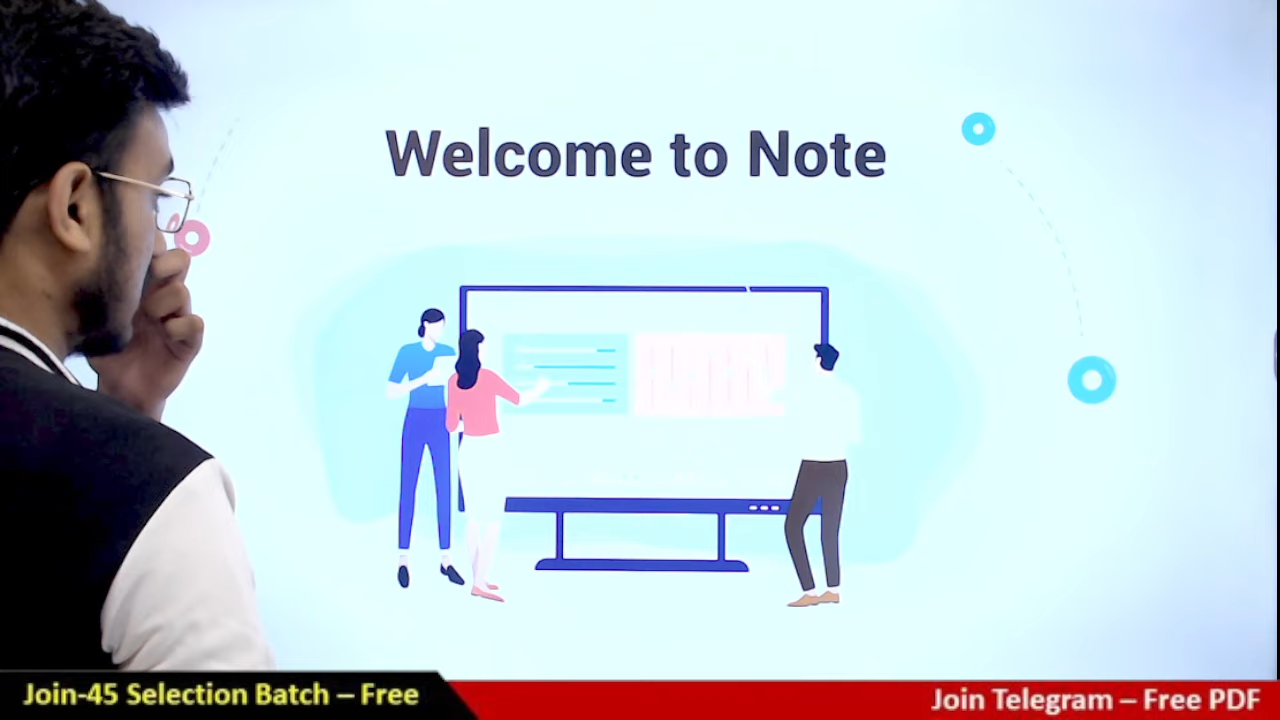 Welcome to Note
Join-45 Selection Batch – Free
Join Telegram – Free PDF